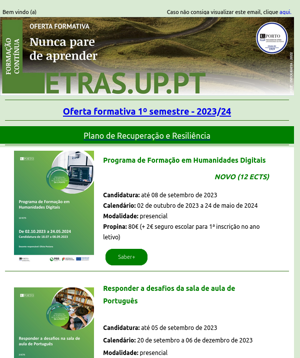 Bem vindo (a)
Caso não consiga visualizar este email, clique aqui.
FORMAÇÃO CONTÍNUA
OFERTA FORMATIVA
Nunca pare
de aprender
PORTO
ETRAS.UP.PT
Oferta formativa 1º semestre - 2023/24
Plano de Recuperação e Resiliência
Programa de Formação em
Humanidades Digitais
De 02.10.2023 a 24.05.2024
Programa de Formação em Humanidades Digitais
NOVO (12 ECTS)
Candidatura: até 08 de setembro de 2023
Calendário: 02 de outubro de 2023 a 24 de maio de 2024
Modalidade: presencial
Propina: 80€ (+ 2€ seguro escolar para 1ª inscrição no ano
letivo)
Saber+
Responder a desafios da sala de aula de
Português
Candidatura: até 05 de setembro de 2023
Calendário: 20 de setembro a 06 de dezembro de 2023
Modalidade: presencial
Responder a desafios da sala de
aula de Português